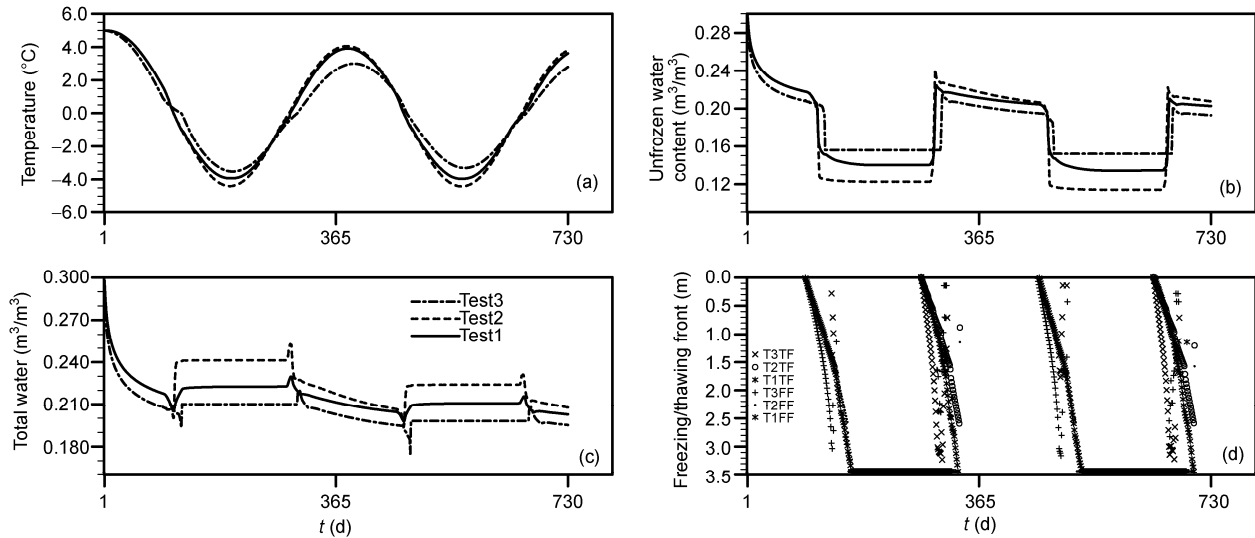 6.0
4.0
2.0
0.0
−2.0
−4.0
−6.0
Temperature (°C)
(a)
1
365
730
0.28
0.24
0.20
0.16
0.12
Unfrozen water
content (m³/m³)
(b)
1
365
730
0.300
0.270
0.240
0.210
0.180
Total water (m³/m³)
Test3
Test2
Test1
(c)
1
365
730
t (d)
0.0
0.5
1.0
1.5
2.0
2.5
3.0
3.5
Freezing/thawing front (m)
T3TF
T2TF
T1TF
T3FF
T2FF
T1FF
(d)
1
365
730
t (d)